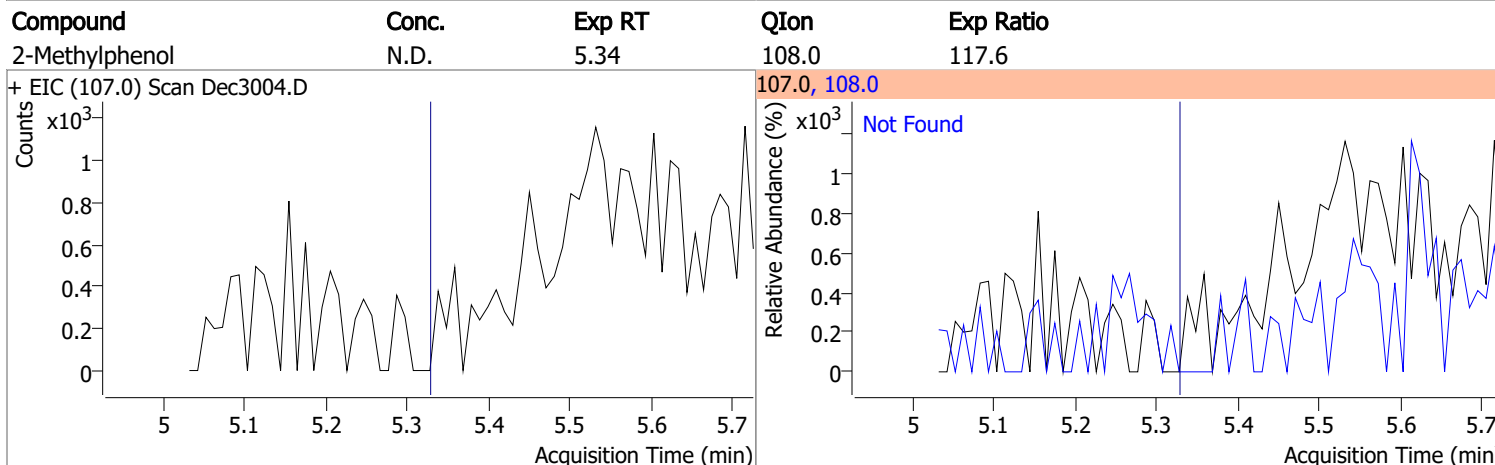 Compound Conc. Exp RT QIon Exp Ratio
2-Methylphenol N.D. 5.34 108.0 117.6
+ EIC (107.0) Scan Dec3004.D
Counts
x10³
1
0.8
0.6
0.4
0.2
0
5 5.1 5.2 5.3 5.4 5.5 5.6 5.7
Acquisition Time (min)
107.0, 108.0
Relative Abundance (%)
x10³
Not Found
1
0.8
0.6
0.4
0.2
0
5 5.1 5.2 5.3 5.4 5.5 5.6 5.7
Acquisition Time (min)